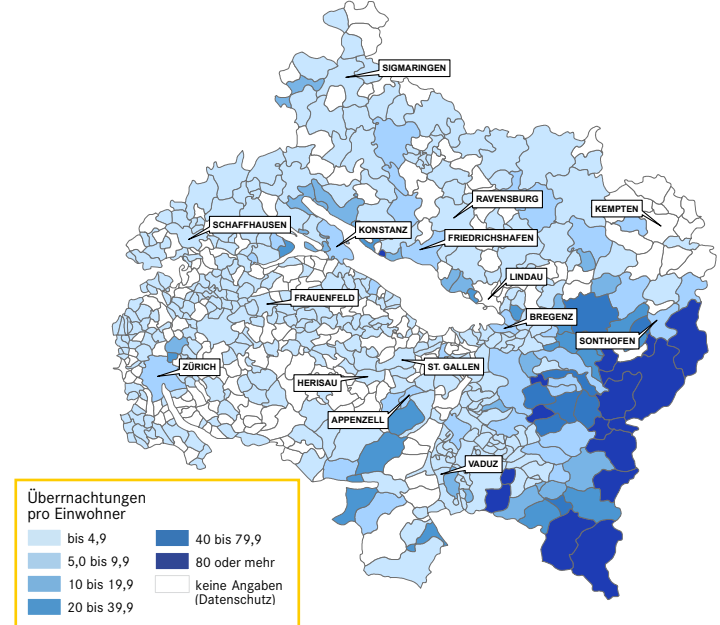 SIGMARINGEN
RAVENSBURG
KEMPTEN
SCHAFFHAUSEN
KONSTANZ
FRIEDRICHSHAFEN
LINDAU
FRAUENFELD
BREGENZ
SONTHOFEN
ZÜRICH
ST. GALLEN
HERISAU
APPENZELL
VADUZ
Übernachtungen
pro Einwohner
bis 4,9
5,0 bis 9,9
10 bis 19,9
20 bis 39,9
40 bis 79,9
80 oder mehr
keine Angaben
(Datenschutz)